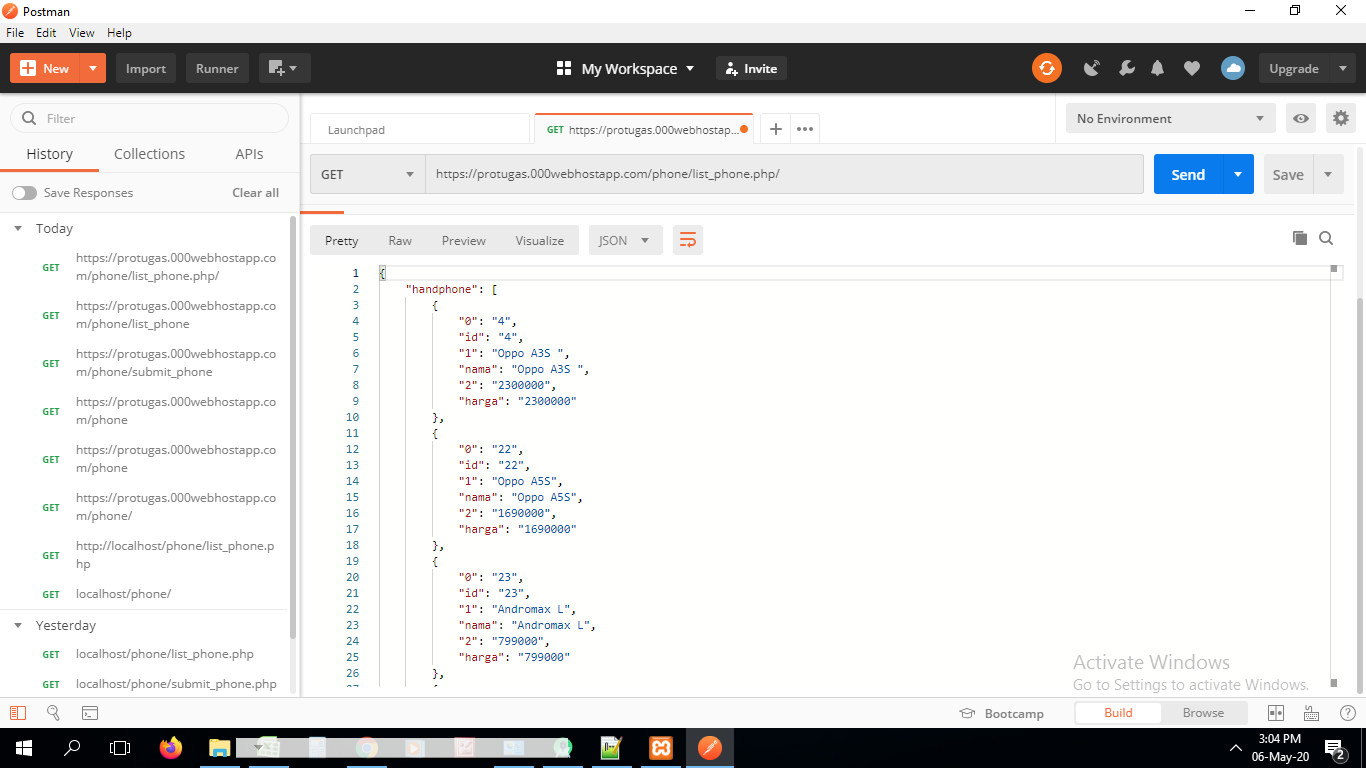 Postman
File Edit View Help
New Import Runner My Workspace Invite Upgrade
Filter
History Collections APIs
Save Responses Clear all
Today
GET https://protugas.000webhostapp.co
m/phone/list_phone.php/
GET https://protugas.000webhostapp.co
m/phone/list_phone
GET https://protugas.000webhostapp.co
m/phone/submit_phone
GET https://protugas.000webhostapp.co
m/phone
GET https://protugas.000webhostapp.co
m/phone
GET https://protugas.000webhostapp.co
m/phone/
GET http://localhost/phone/list_phone.p
hp
GET localhost/phone/
Yesterday
GET localhost/phone/list_phone.php
GET localhost/phone/submit_phone.php
Launchpad GET https://protugas.000webhostap... + ••• No Environment
GET https://protugas.000webhostapp.com/phone/list_phone.php/ Send Save
Pretty Raw Preview Visualize JSON
1 {
2 "handphone": [
3 {
4 "0": "4",
5 "id": "4",
6 "1": "Oppo A3S ",
7 "nama": "Oppo A3S ",
8 "2": "2300000",
9 "harga": "2300000"
10 },
11 {
12 "0": "22",
13 "id": "22",
14 "1": "Oppo A5S",
15 "nama": "Oppo A5S",
16 "2": "1690000",
17 "harga": "1690000"
18 },
19 {
20 "0": "23",
21 "id": "23",
22 "1": "Andromax L",
23 "nama": "Andromax L",
24 "2": "799000",
25 "harga": "799000"
26 },
Activate Windows
Go to Settings to activate Windows.
Bootcamp Build Browse ?
3:04 PM
06-May-20 2